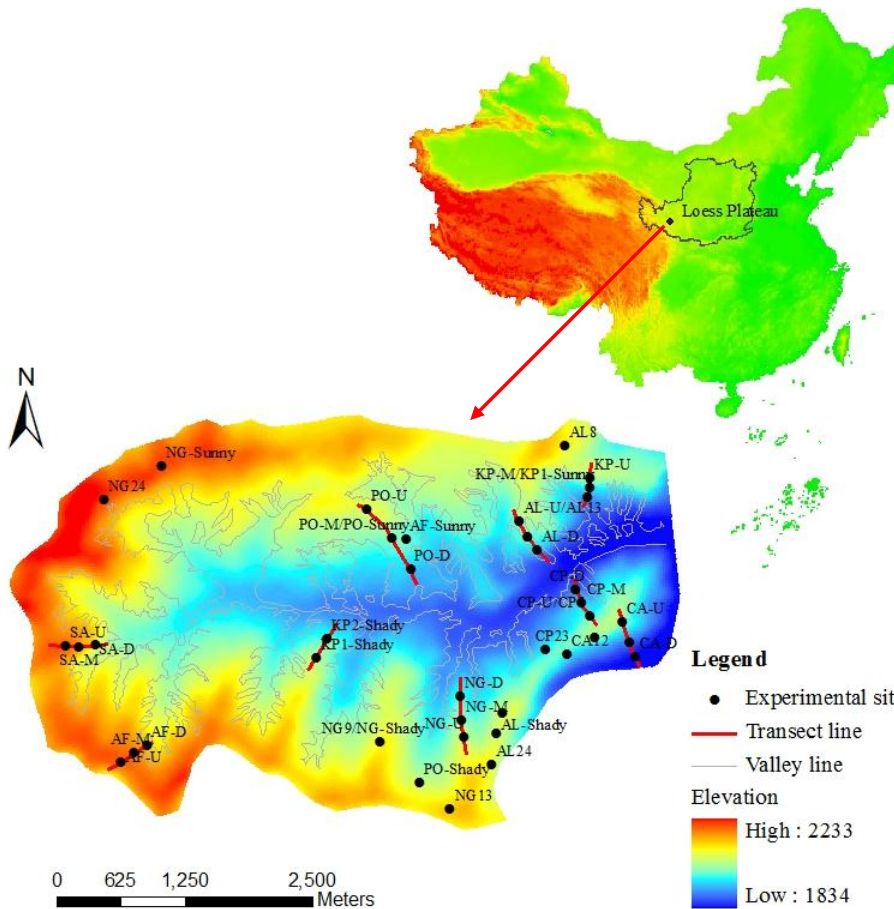 Loess Plateau
N
AL8
NG-Sunny
KP-U
KP-M/KP1-Sunny
NG24
PO-U
AL-U/AL13
PO-M/PO-Sunny
AF-Sunny
AL-D
PO-D
CP-D
CP-M
CP-U/CP
CA-U
KP2-Shady
SA-U
CP23
CA12
CA-D
SA-D
SA-M
KP1-Shady
NG-D
NG-M
NG-U
AL-Shady
AF-D
AF-M
AF-U
NG9/NG-Shady
AL24
PO-Shady
NG13
Legend
Experimental sit
Transect line
Valley line
Elevation
High : 2233
Low : 1834
0 625 1,250 2,500
Meters